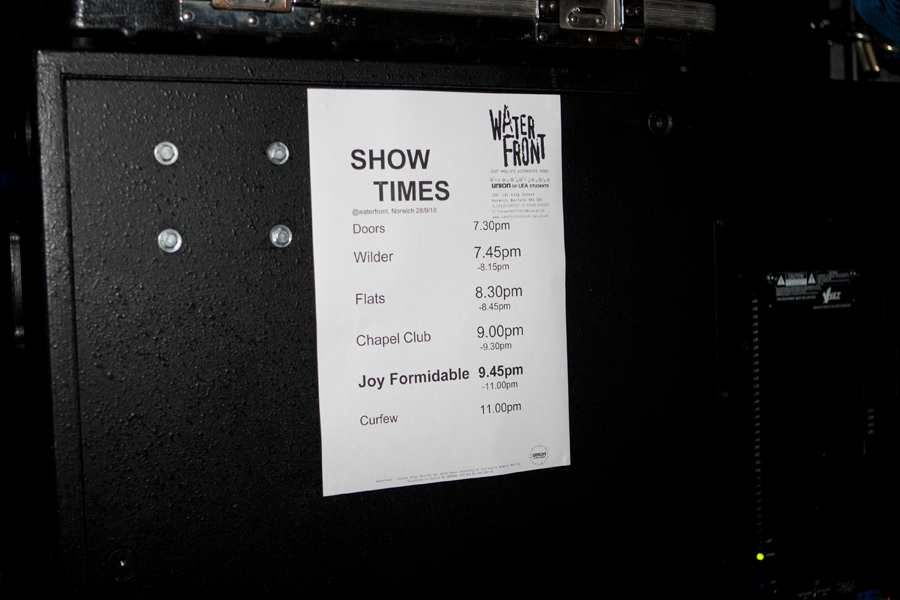 WATER
FRONT
SHOW
TIMES
union OF UEA STUDENTS
@waterfront, Norwich 28/9/10
Doors 7.30pm
Wilder 7.45pm
-8.15pm
Flats 8.30pm
-8.45pm
Chapel Club 9.00pm
-9.30pm
Joy Formidable 9.45pm
-11.00pm
Curfew 11.00pm
union
CAUTION